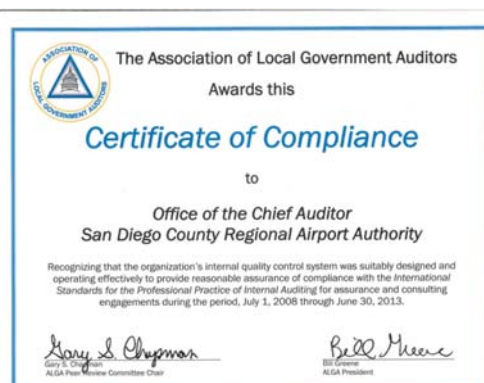 ASSOCIATION OF
LOCAL GOVERNMENT AUDITORS
The Association of Local Government Auditors
Awards this
Certificate of Compliance
to
Office of the Chief Auditor
San Diego County Regional Airport Authority
Recognizing that the organization's internal quality control system was suitably designed and
operating effectively to provide reasonable assurance of compliance with the International
Standards for the Professional Practice of Internal Auditing for assurance and consulting
engagements during the period, July 1, 2008 through June 30, 2013.
Gary S. Chapman
Bill Greene
Gary S. Chapman
Bill Greene
ALGA Peer Review Committee Chair
ALGA President